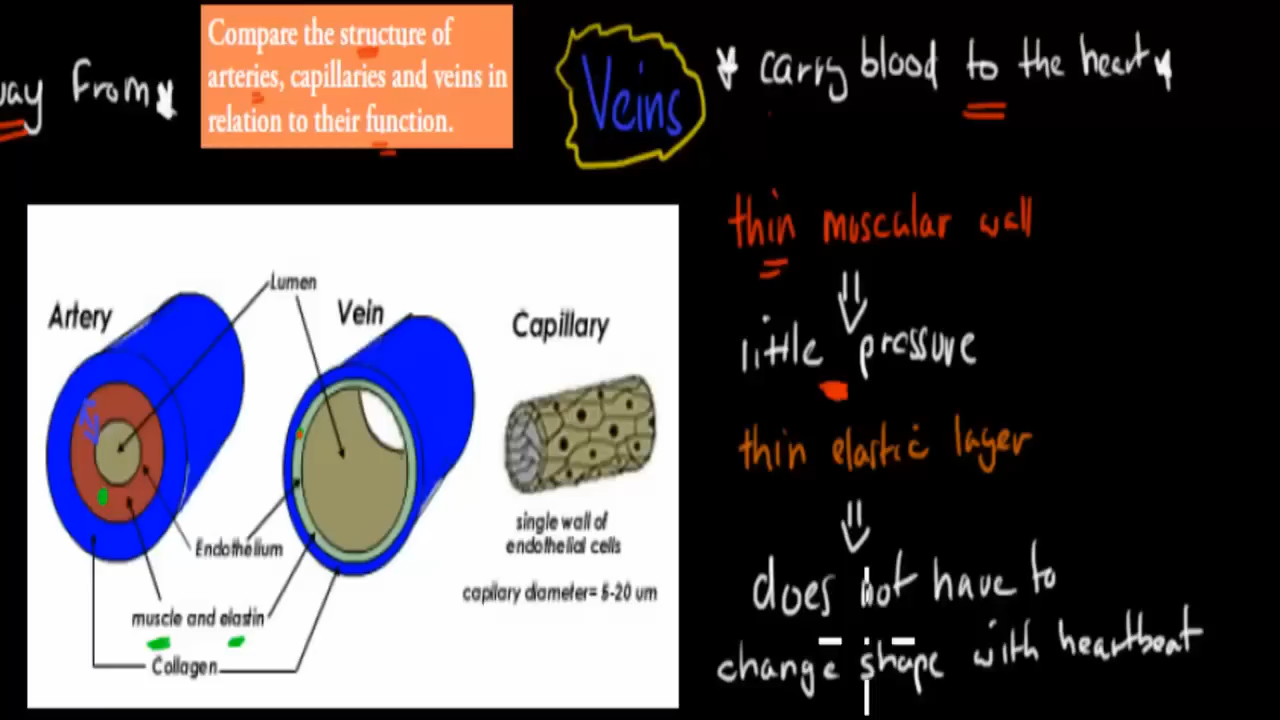 way from
Compare the structure of
arteries, capillaries and veins in
relation to their function.
Veins
carry blood to the heart
thin muscular wall
little pressure
thin elastic layer
does not have to
change shape with heartbeat
Lumen
Artery
Vein
Capillary
Endothelium
muscle and elastin
Collagen
single wall of
endothelial cells
capilary diameter= 5-20 um